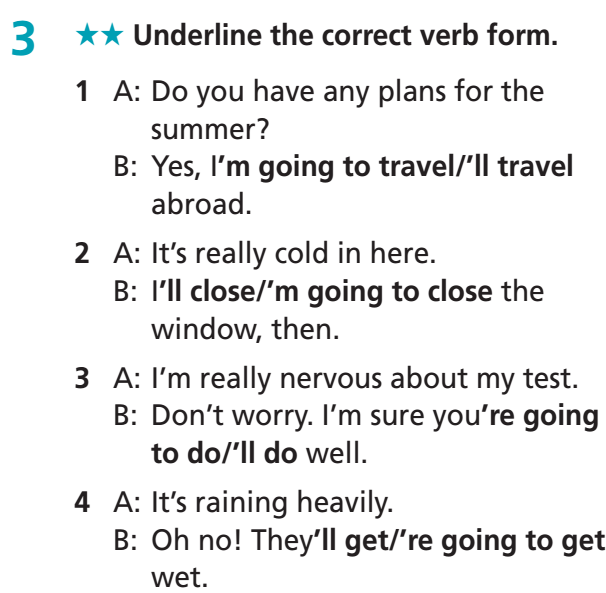 3 ★★ Underline the correct verb form.
1 A: Do you have any plans for the
summer?
B: Yes, I'm going to travel/'ll travel
abroad.
2 A: It's really cold in here.
B: I'll close/'m going to close the
window, then.
3 A: I'm really nervous about my test.
B: Don't worry. I'm sure you're going
to do/'ll do well.
4 A: It's raining heavily.
B: Oh no! They'll get/'re going to get
wet.